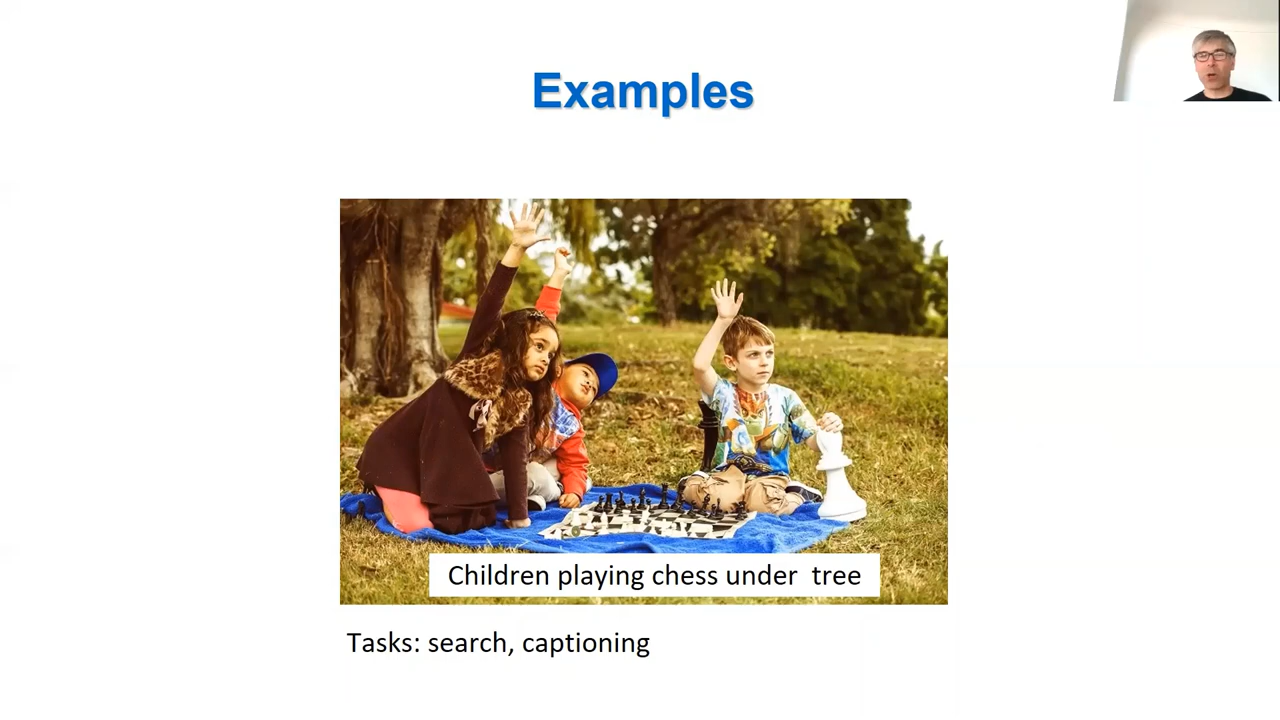 Examples
Children playing chess under  tree
Tasks: search, captioning